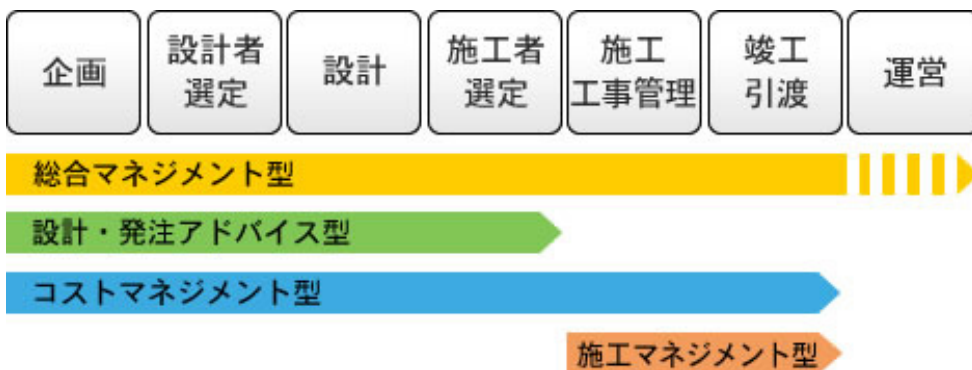 企画
設計者
選定
設計
施工者
選定
施工
工事管理
竣工
引渡
運営
総合マネジメント型
設計・発注アドバイス型
コストマネジメント型
施工マネジメント型